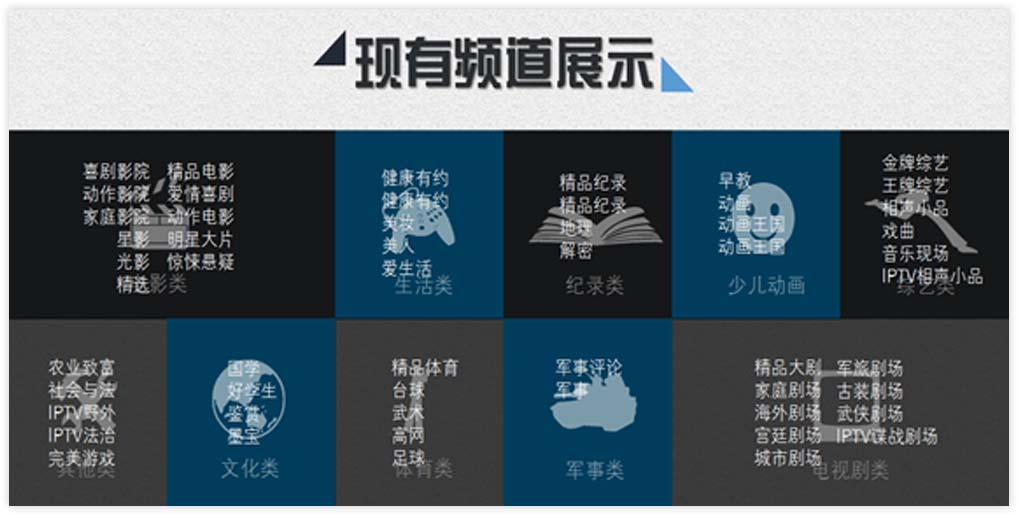 现有频道展示
喜剧影院 精品电影
动作影院 爱情喜剧
家庭影院 动作电影
星影 明星大片
光影 惊悚悬疑
精选
影类
健康有约
健康有约
美妆
美人
爱生活
生活类
精品纪录
精品纪录
地理
解密
纪录类
早教
动画
动画王国
动画王国
少儿动画
金牌综艺
王牌综艺
相声小品
戏曲
音乐现场
IPTV相声小品
综艺类
农业致富
社会与法
IPTV野外
IPTV法治
完美游戏
其他类
国学
好学生
鉴赏
墨宝
文化类
精品体育
台球
武术
高网
足球
体育类
军事评论
军事
军事类
精品大剧 军旅剧场
家庭剧场 古装剧场
海外剧场 武侠剧场
宫廷剧场 IPTV谍战剧场
城市剧场
电视剧类